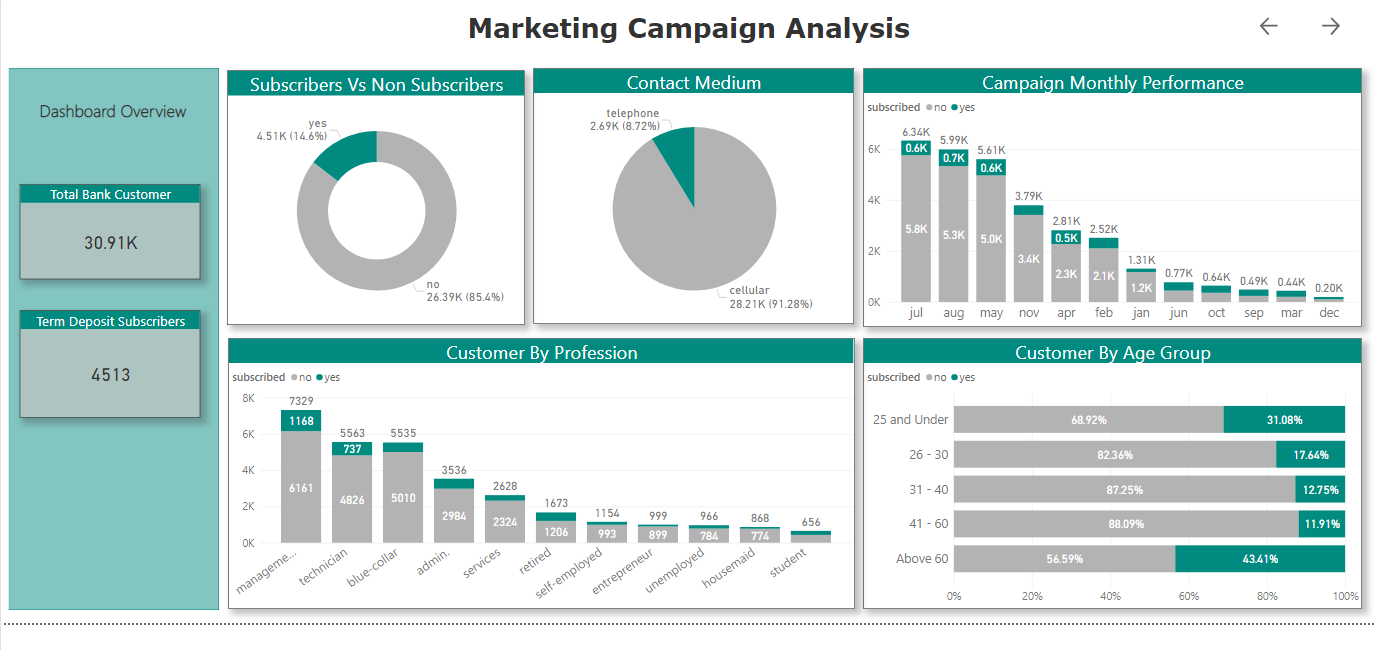 Marketing Campaign Analysis
Dashboard Overview
Total Bank Customer
30.91K
Term Deposit Subscribers
4513
Subscribers Vs Non Subscribers
yes
4.51K (14.6%)
no
26.39K (85.4%)
Contact Medium
telephone
2.69K (8.72%)
cellular
28.21K (91.28%)
Campaign Monthly Performance
subscribed no yes
6K
4K
2K
0K
6.34K 5.99K 5.61K 3.79K 2.81K 2.52K 1.31K 0.77K 0.64K 0.49K 0.44K 0.20K
0.6K 0.7K 0.6K 0.5K
5.8K 5.3K 5.0K 3.4K 2.3K 2.1K 1.2K
jul aug may nov apr feb jan jun oct sep mar dec
Customer By Profession
subscribed no yes
8K
6K
4K
2K
0K
7329 5563 5535 3536 2628 1673 1154 999 966 868 656
1168 737
6161 4826 5010 2984 2324 1206 993 899 784 774
manageme... technician blue-collar admin. services retired self-employed entrepreneur unemployed housemaid student
Customer By Age Group
subscribed no yes
25 and Under 68.92% 31.08%
26 - 30 82.36% 17.64%
31 - 40 87.25% 12.75%
41 - 60 88.09% 11.91%
Above 60 56.59% 43.41%
0% 20% 40% 60% 80% 100%